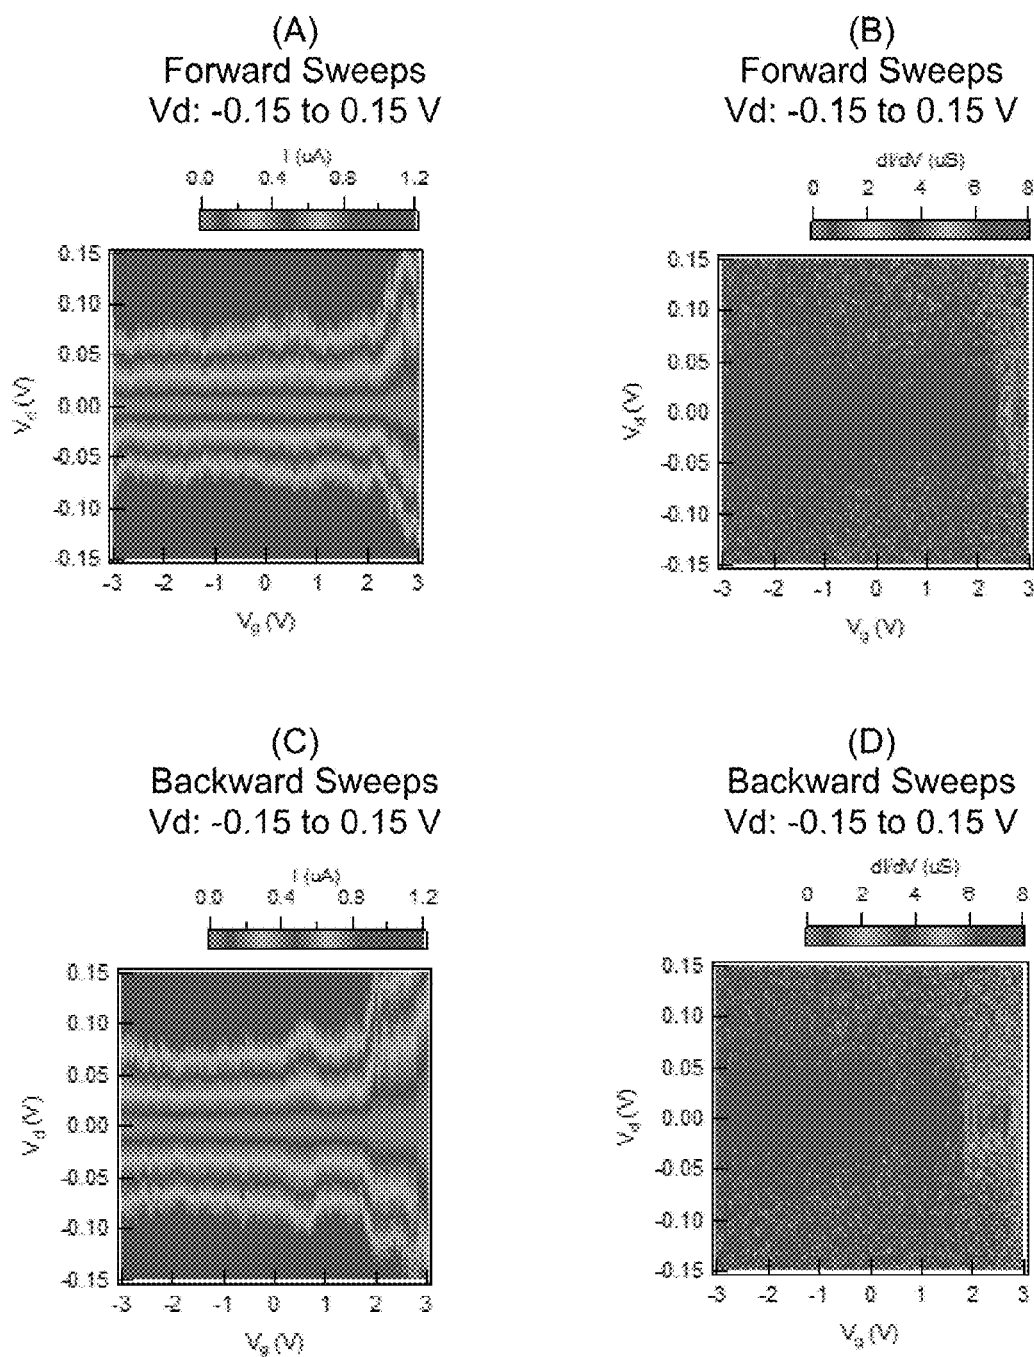 (A)
Forward Sweeps
Vd: -0.15 to 0.15 V
I (uA)
0.0 0.4 0.8 1.2
0.15
0.10
0.05
0.00
-0.05
-0.10
-0.15
Vd (V)
-3 -2 -1 0 1 2 3
Vg (V)
(B)
Forward Sweeps
Vd: -0.15 to 0.15 V
dI/dV (uS)
0 2 4 6 8
0.15
0.10
0.05
0.00
-0.05
-0.10
-0.15
Vd (V)
-3 -2 -1 0 1 2 3
Vg (V)
(C)
Backward Sweeps
Vd: -0.15 to 0.15 V
I (uA)
0.0 0.4 0.8 1.2
0.15
0.10
0.05
0.00
-0.05
-0.10
-0.15
Vd (V)
-3 -2 -1 0 1 2 3
Vg (V)
(D)
Backward Sweeps
Vd: -0.15 to 0.15 V
dI/dV (uS)
0 2 4 6 8
0.15
0.10
0.05
0.00
-0.05
-0.10
-0.15
Vd (V)
-3 -2 -1 0 1 2 3
Vg (V)